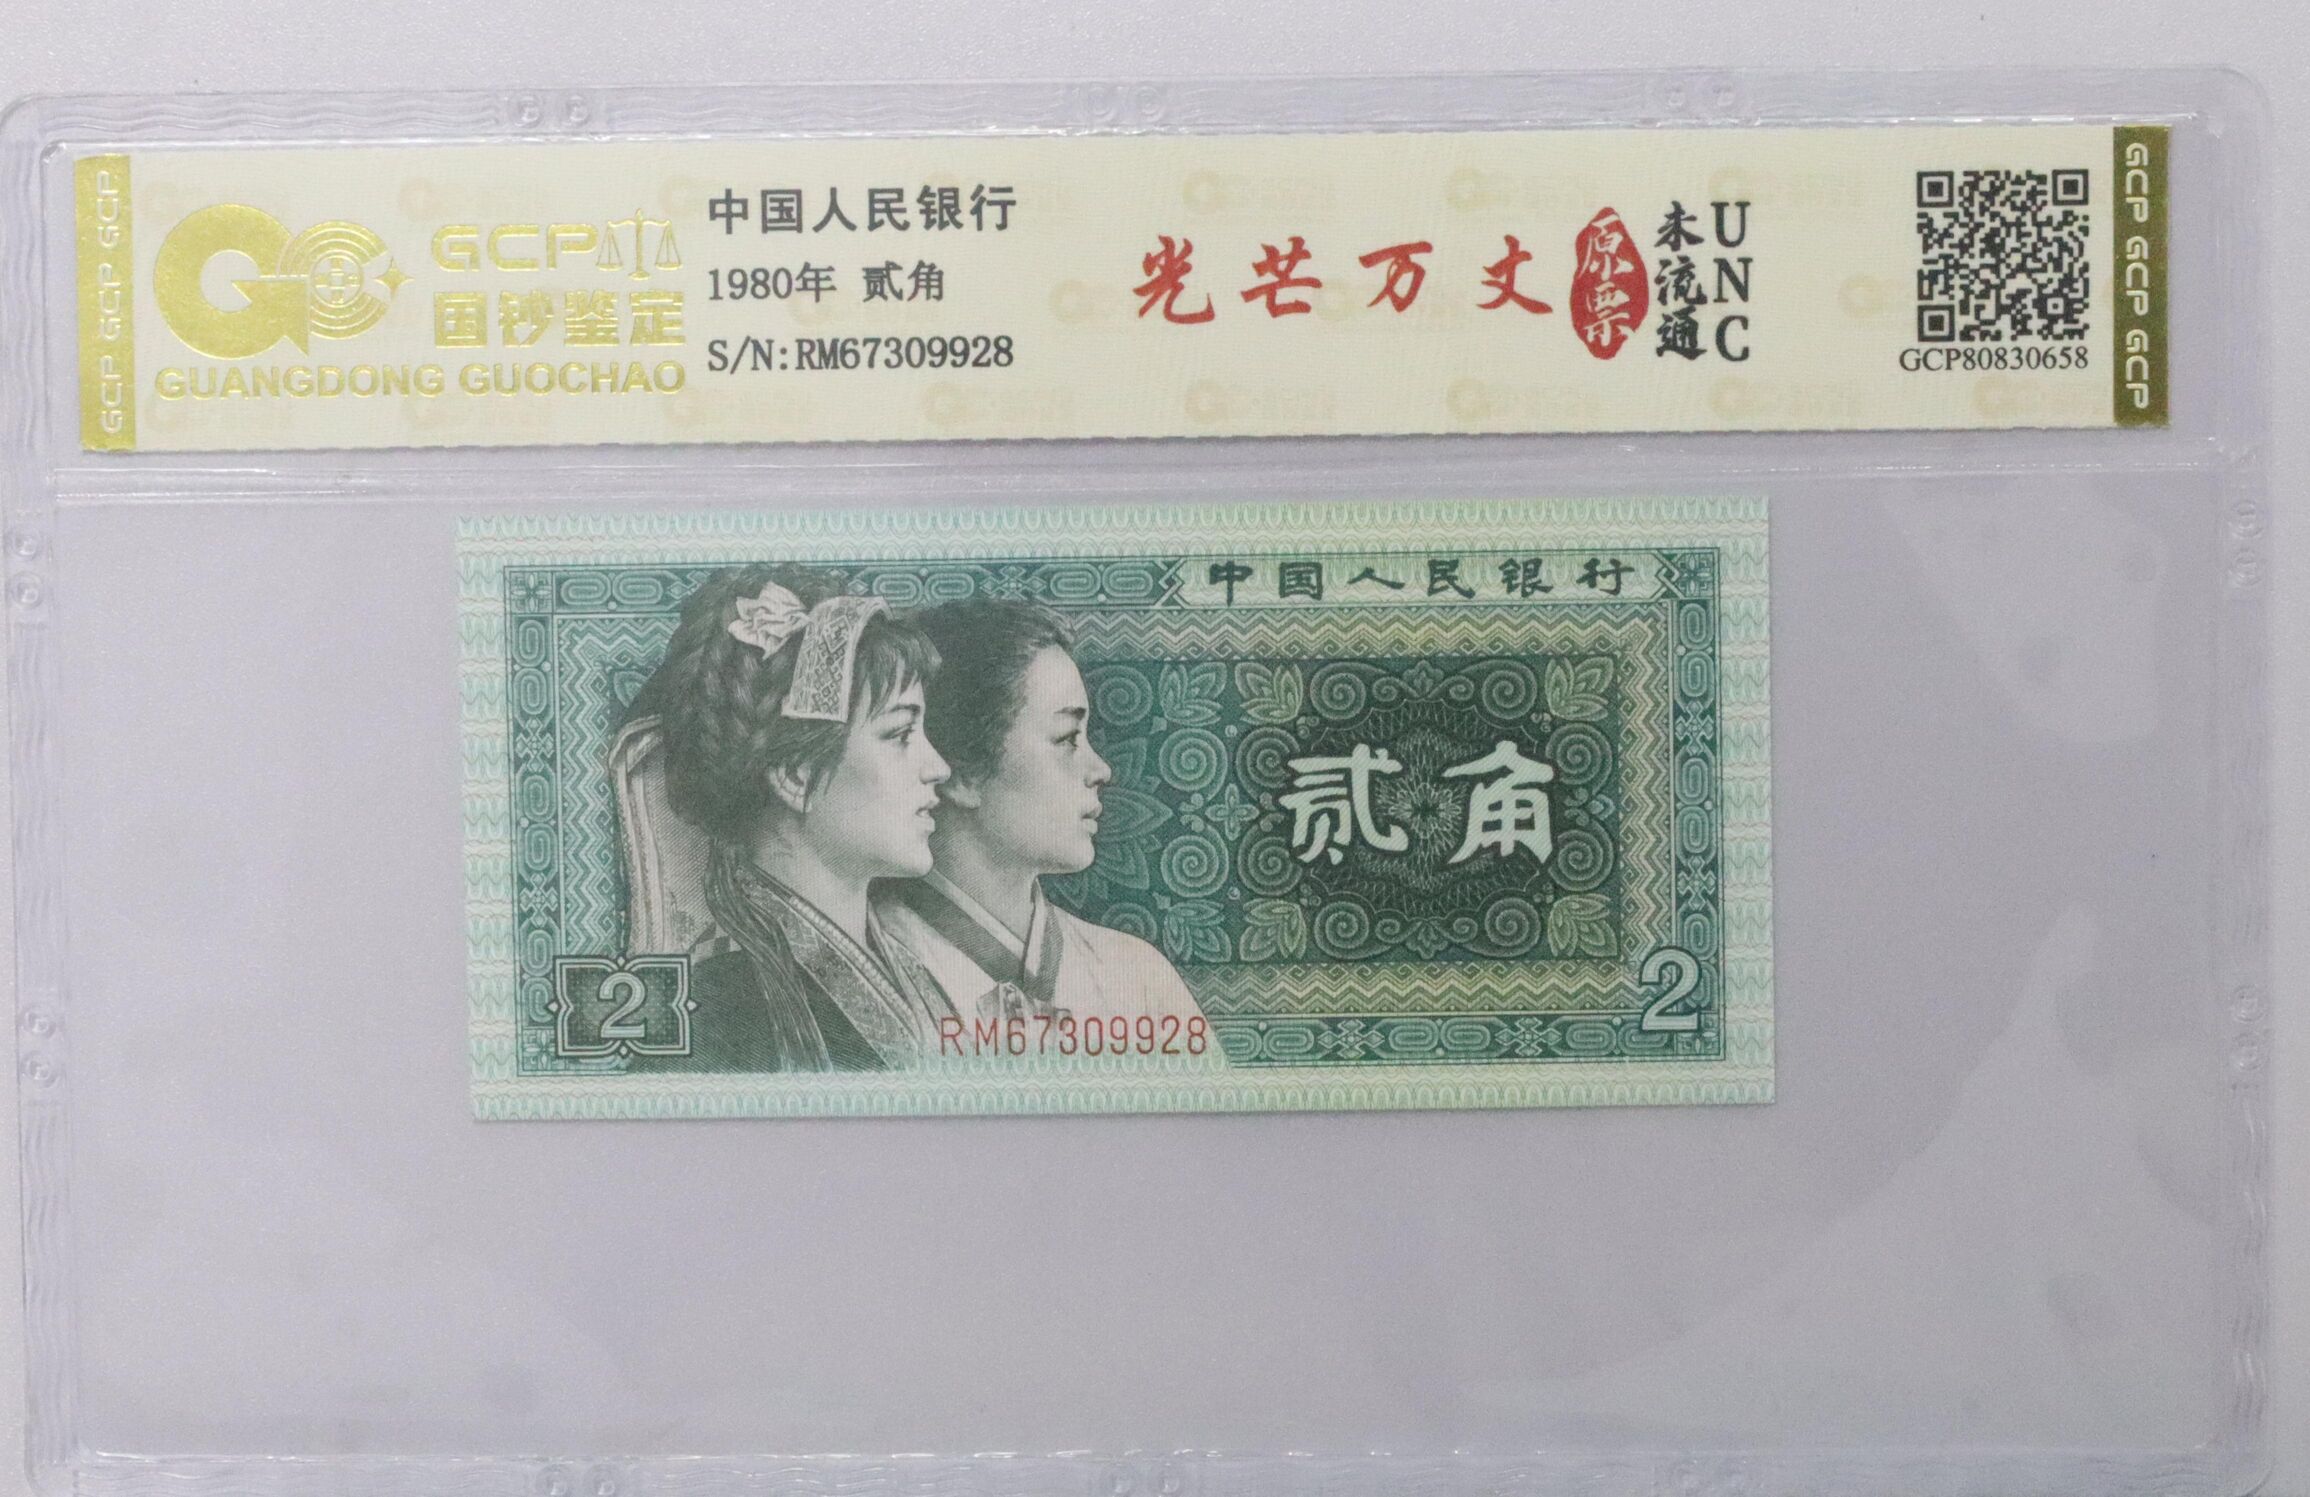 GCP GCP GCP
GCP
国钞鉴定
GUANGDONG GUOCHAO
中国人民银行
1980年 贰角
S/N:RM67309928
光芒万丈
原票
未流通
UNC
GCP80830658
GCP GCP GCP
中国人民银行
贰角
2
2
RM67309928